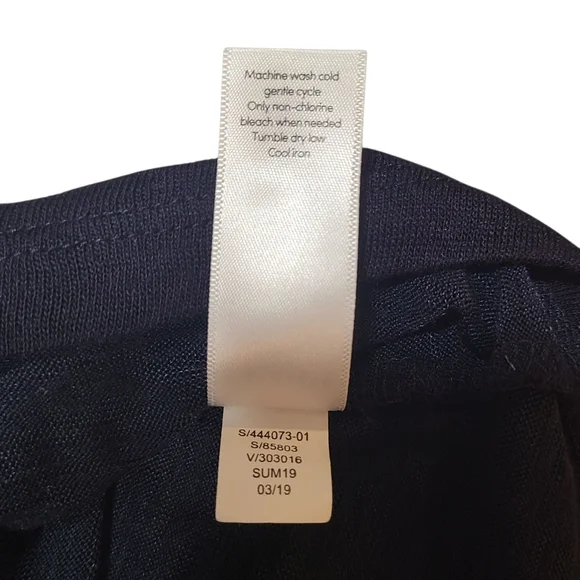 Machine wash cold
gentle cycle
Only non-chlorine
bleach when needed
Tumble dry low
Cool iron
S/444073-01
S/85803
V/303016
SUM19
03/19